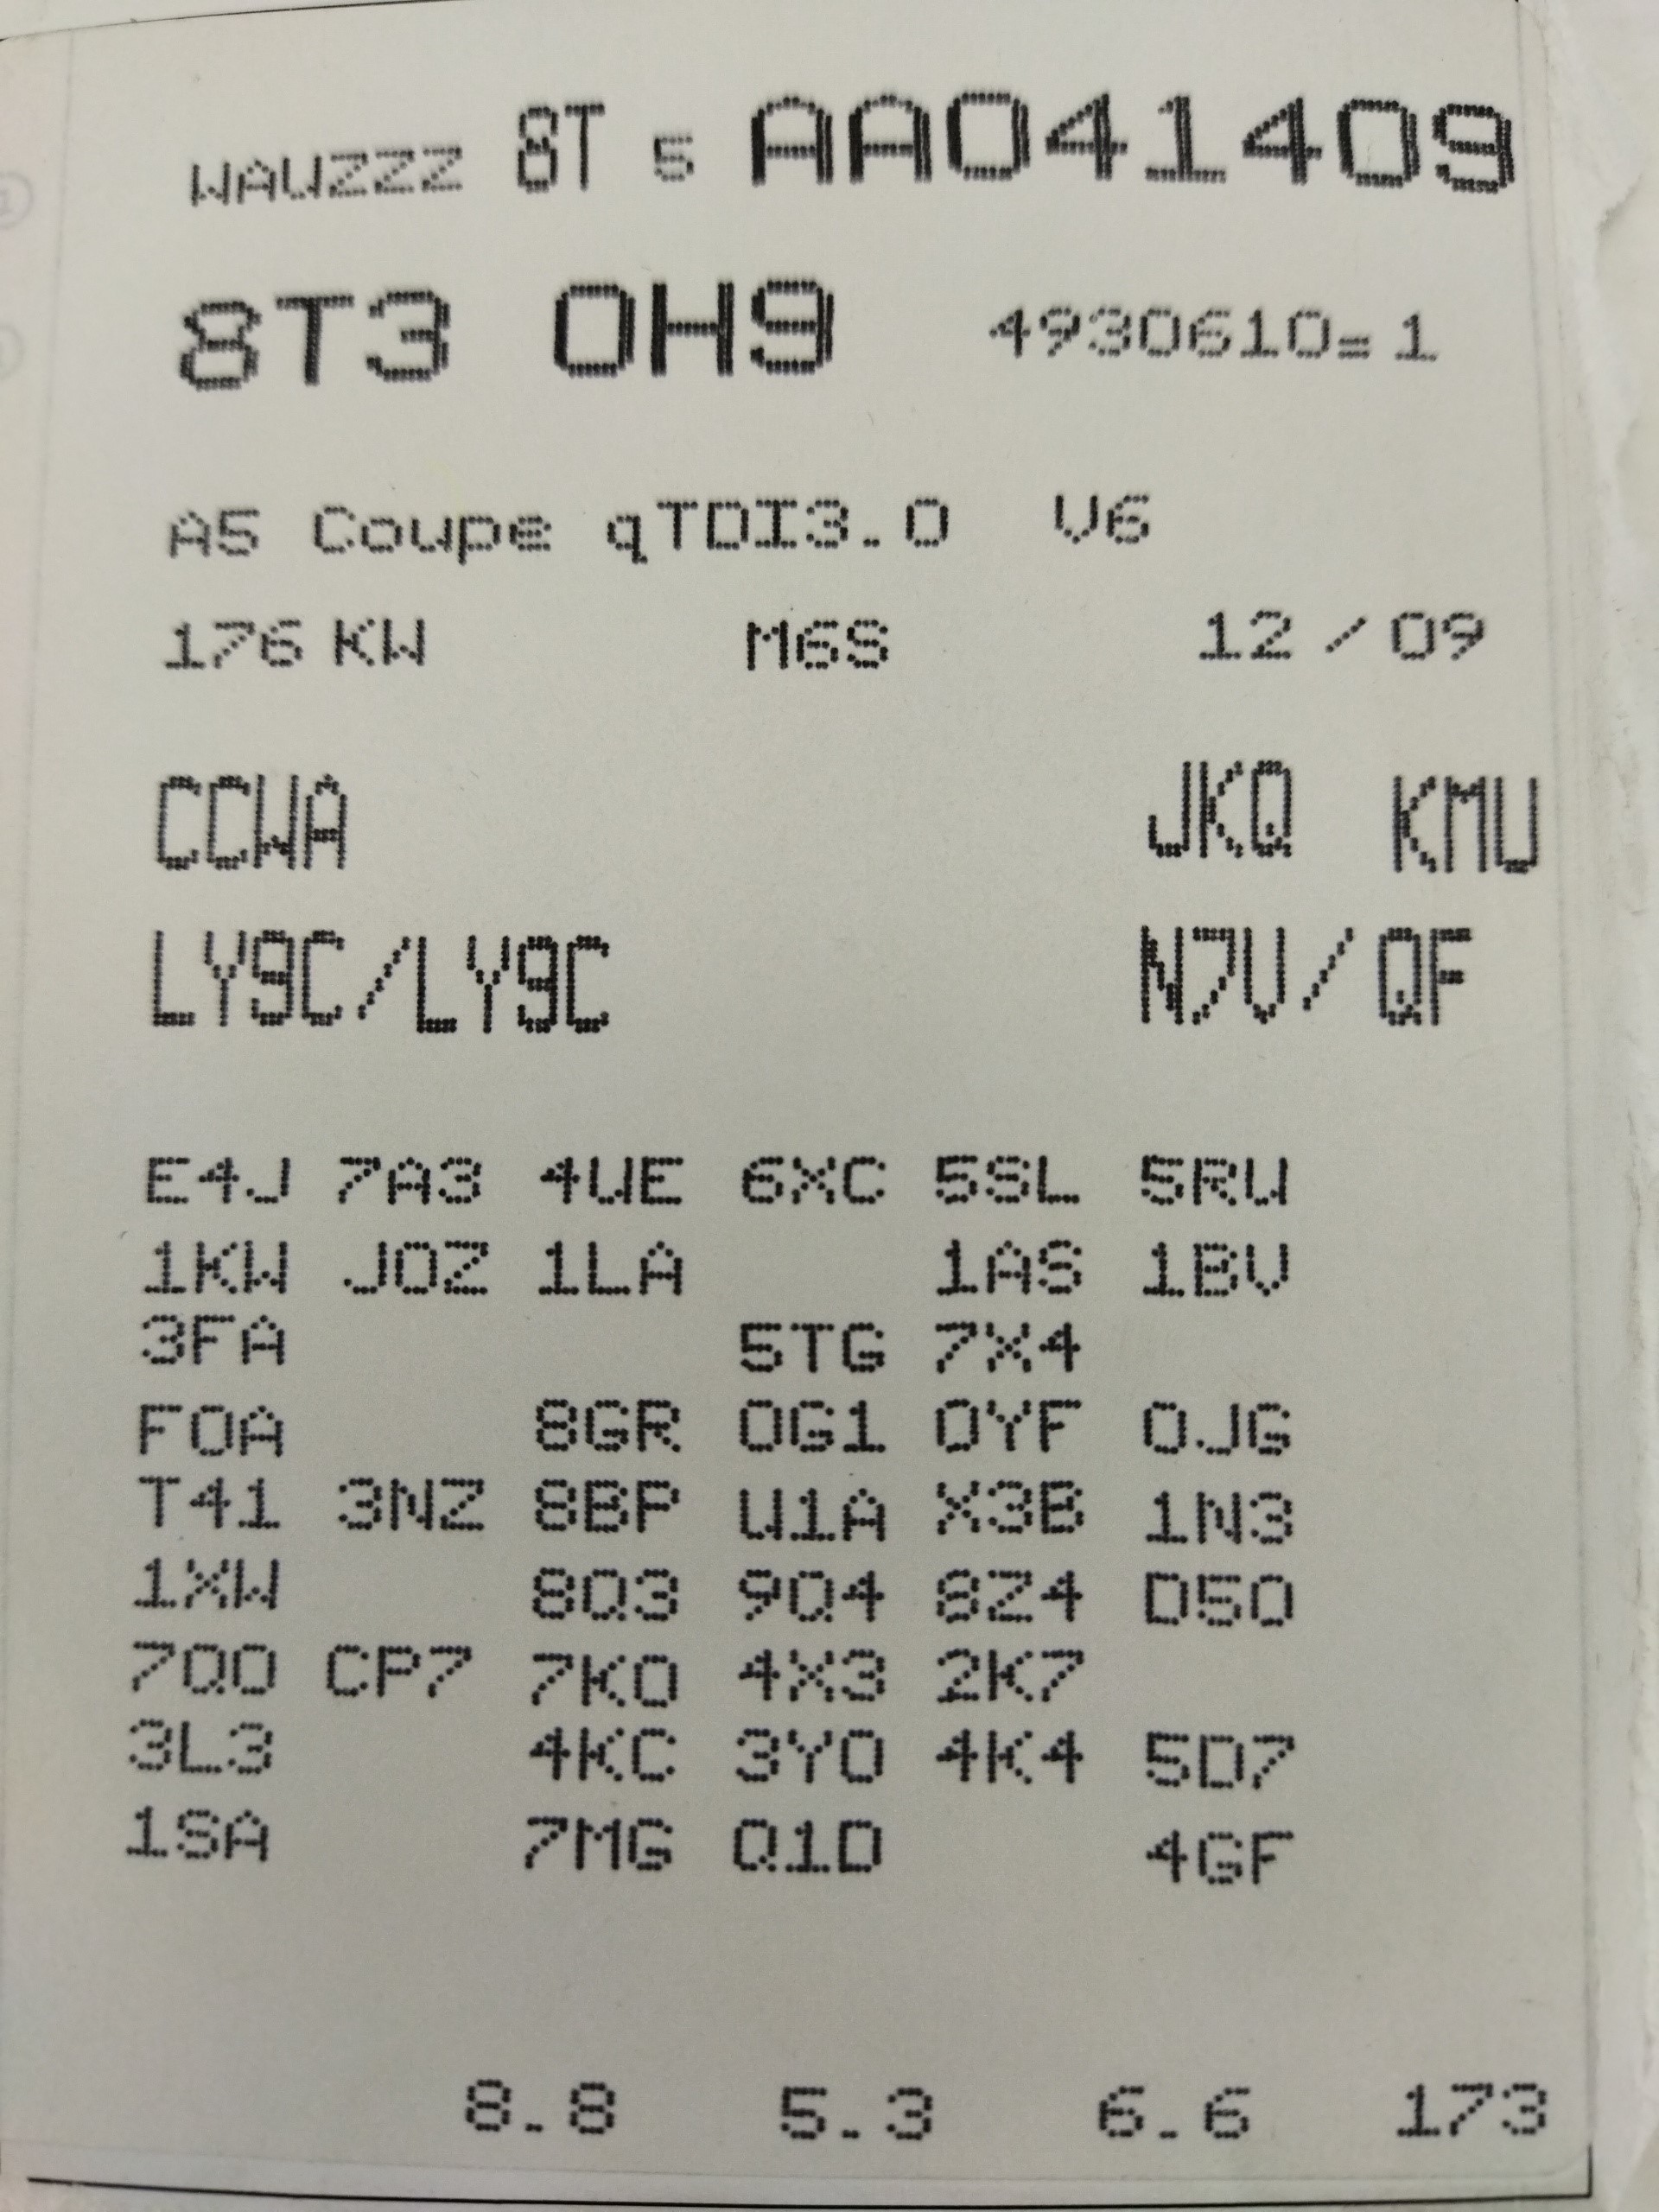 WAUZZZ 8T 5 AA041409
8T3 0H9 4930610=1
A5 Coupe qTDI3.0 V6
176 KW M6S 12 / 09
CCWA JKQ KMU
LY9C/LY9C N7V/QF
E4J 7A3 4UE 6XC 5SL 5RU
1KW J0Z 1LA 1AS 1BV
3FA 5TG 7X4
F0A 8GR 0G1 0YF 0JG
T41 3NZ 8BP U1A X3B 1N3
1XW 8Q3 9Q4 8Z4 D50
7Q0 CP7 7K0 4X3 2K7
3L3 4KC 3Y0 4K4 5D7
1SA 7MG Q1D 4GF
8.8 5.3 6.6 173